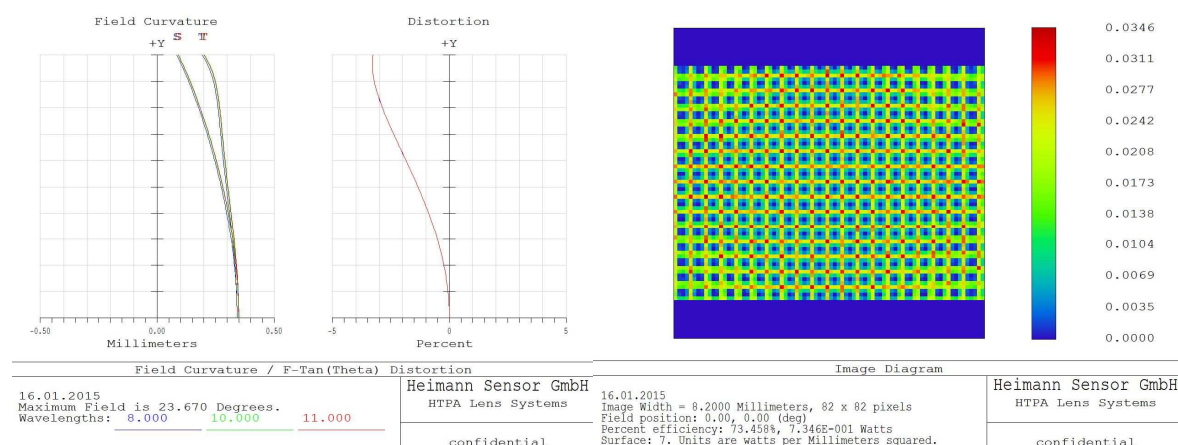 Field Curvature
+Y
S T
-0.50 0.00 0.50
Millimeters
Distortion
+Y
-5 0 5
Percent
Field Curvature / F-Tan(Theta) Distortion
16.01.2015
Maximum Field is 23.670 Degrees.
Wavelengths: 8.000 10.000 11.000
Heimann Sensor GmbH
HTPA Lens Systems
confidential
0.0346
0.0311
0.0277
0.0242
0.0208
0.0173
0.0138
0.0104
0.0069
0.0035
0.0000
Image Diagram
16.01.2015
Image Width = 8.2000 Millimeters, 82 x 82 pixels
Field position: 0.00, 0.00 (deg)
Percent efficiency: 73.458%, 7.346E-001 Watts
Surface: 7. Units are watts per Millimeters squared.
Heimann Sensor GmbH
HTPA Lens Systems
confidential